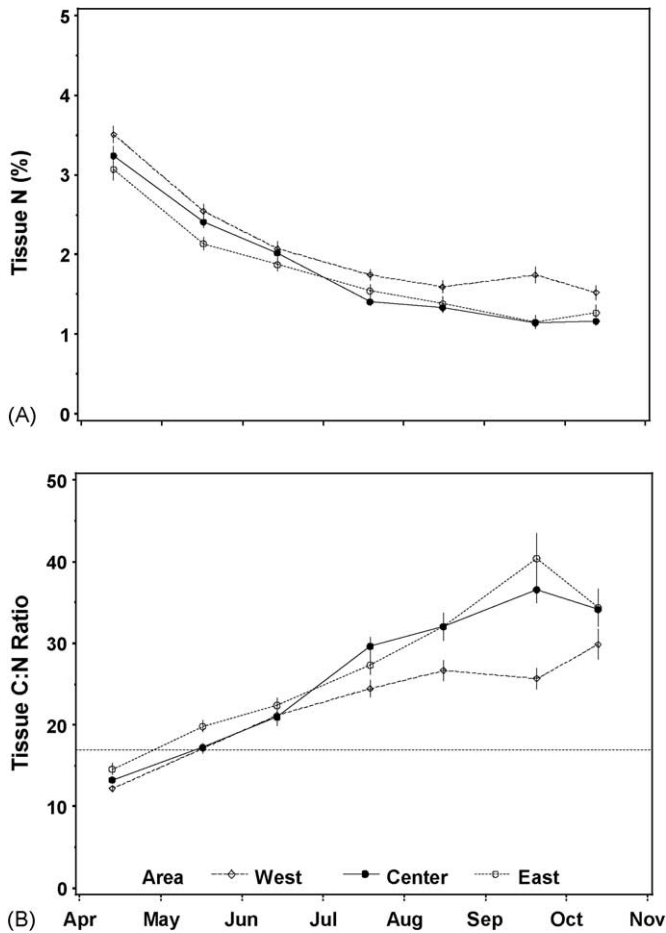 5
4
Tissue N (%)
3
2
1
0
(A)
50
40
Tissue C:N Ratio
30
20
10
Area West Center East
0
(B)
Apr May Jun Jul Aug Sep Oct Nov